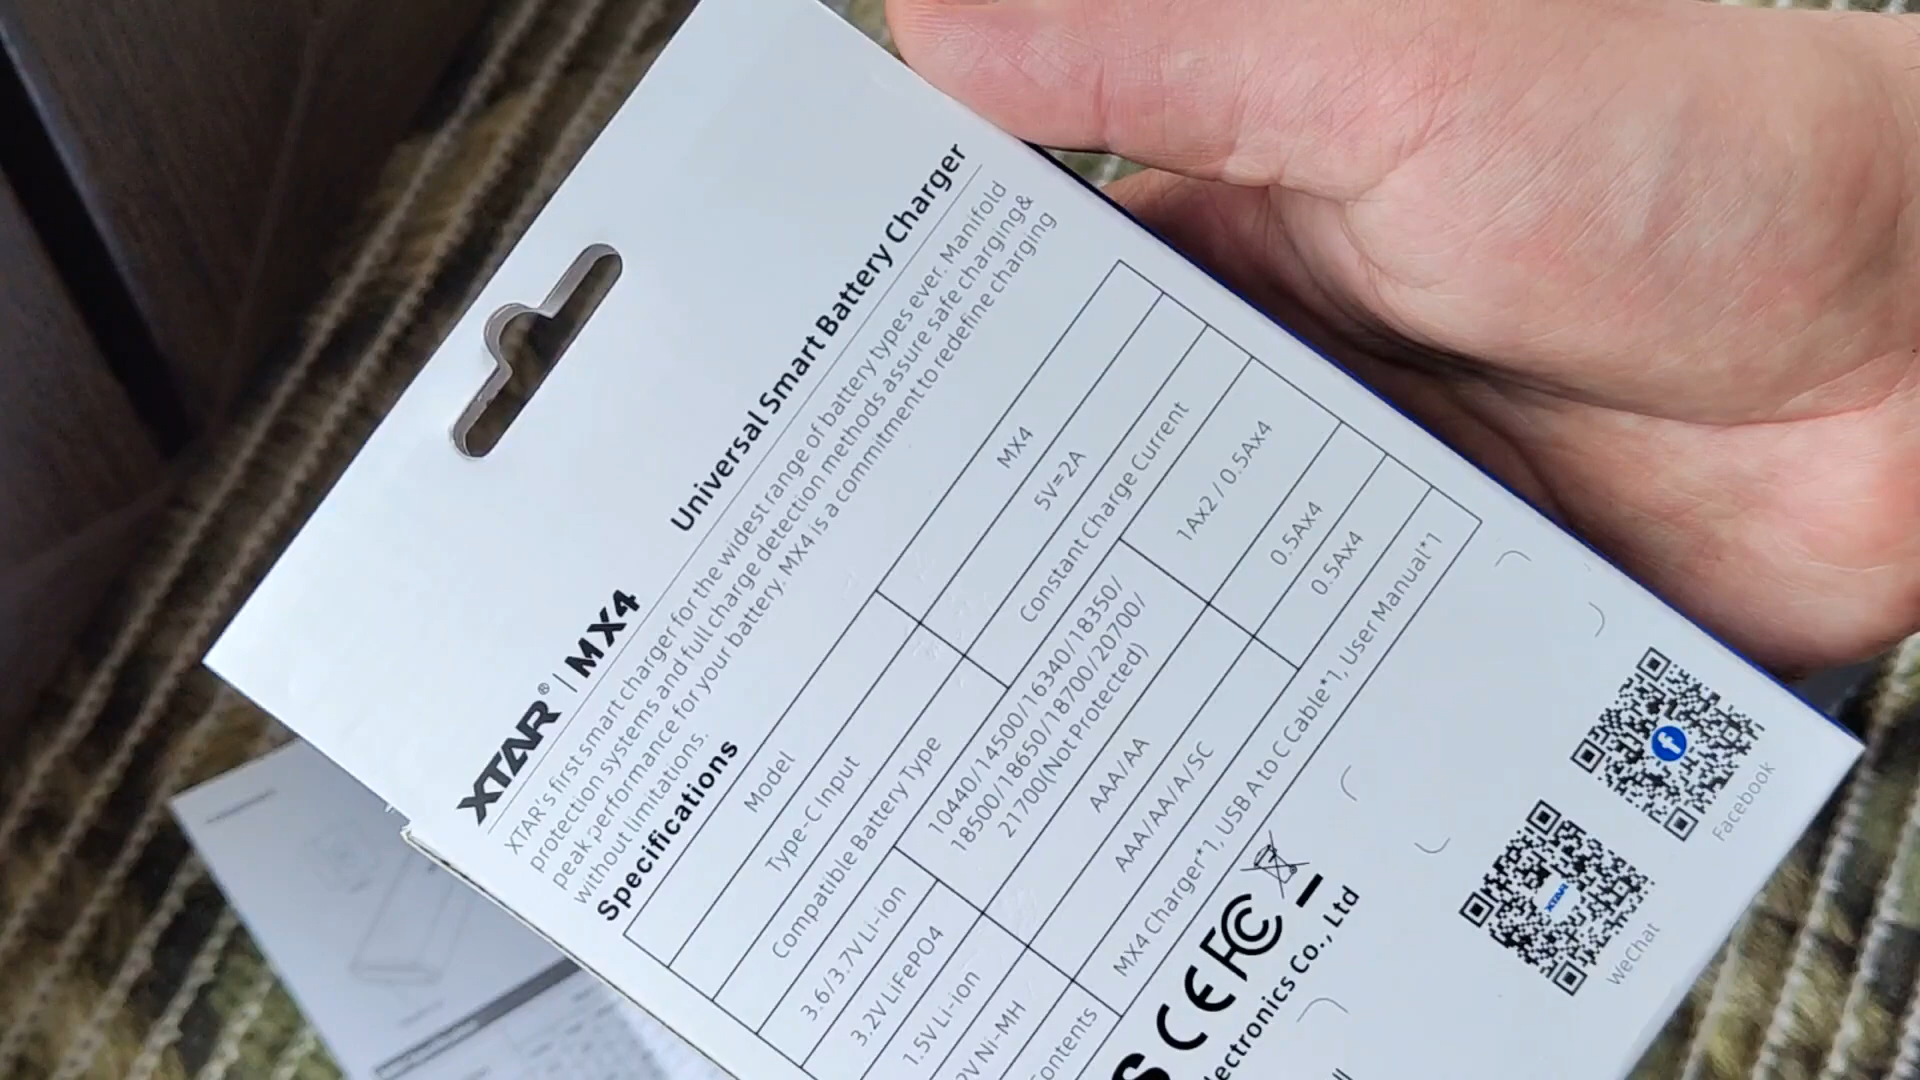 XTAR® | MX4 Universal Smart Battery Charger
XTAR's first smart charger for the widest range of battery types ever. Manifold
protection systems and full charge detection methods assure safe charging&
peak performance for your battery. MX4 is a commitment to redefine charging
without limitations.
Specifications
Model MX4
Type-C Input 5V=2A
Compatible Battery Type Constant Charge Current
3.6/3.7V Li-ion
3.2V LiFePO4
10440/14500/16340/18350/
18500/18650/18700/20700/
21700(Not Protected)
1Ax2 / 0.5Ax4
1.5V Li-ion AAA/AA 0.5Ax4
2V Ni-MH AAA/AA/A/SC 0.5Ax4
Contents MX4 Charger*1, USB A to C Cable*1, User Manual*1
S CE FC
lectronics Co., Ltd
XTAR
WeChat
f
Facebook